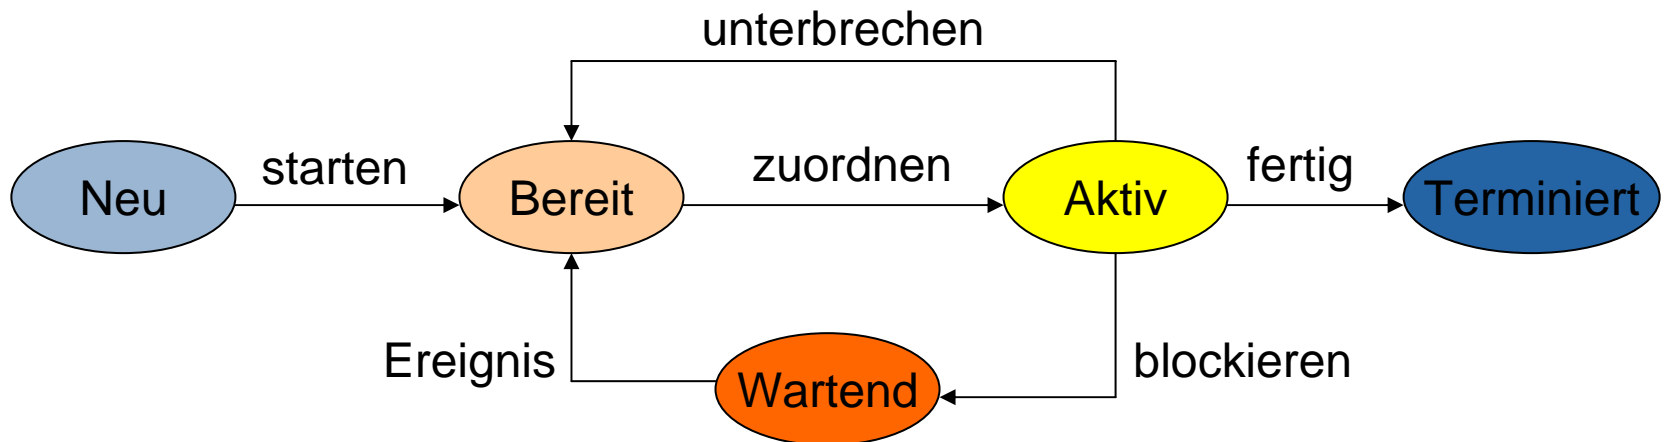 unterbrechen
Neu
starten
Bereit
zuordnen
Aktiv
fertig
Terminiert
Ereignis
Wartend
blockieren